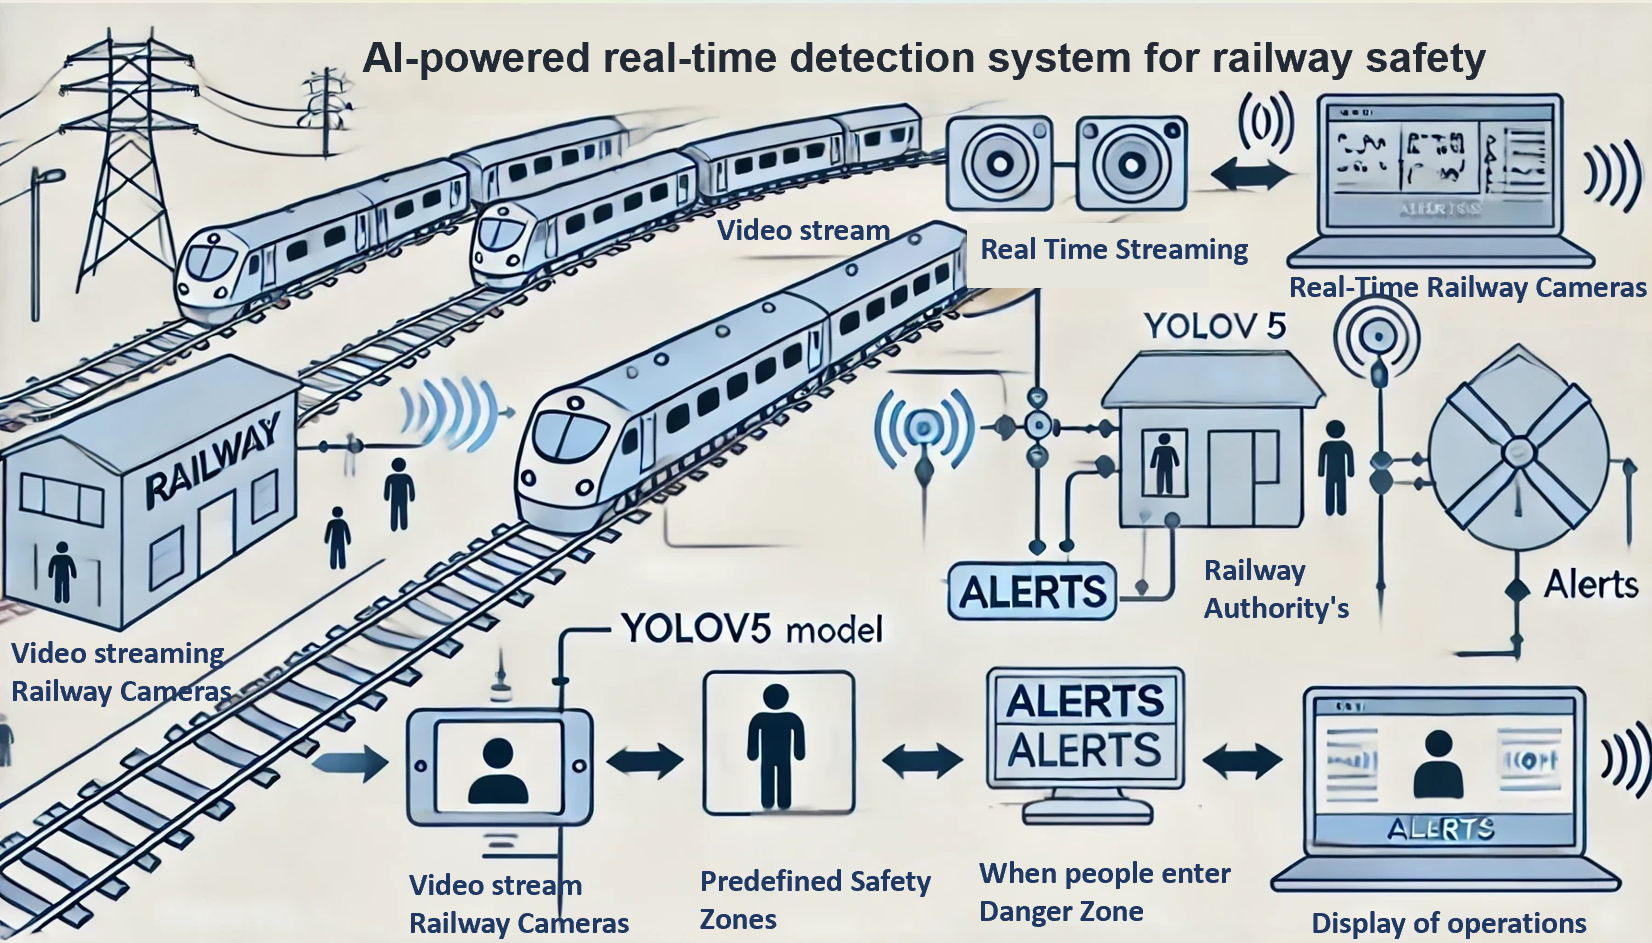 AI-powered real-time detection system for railway safety
Video stream
Real Time Streaming
ALERTS
Real-Time Railway Cameras
YOLOV 5
RAILWAY
ALERTS
Railway
Authority's
Alerts
Video streaming
Railway Cameras
YOLOV5 model
ALERTS
ALERTS
ALERTS
Video stream
Railway Cameras
Predefined Safety
Zones
When people enter
Danger Zone
Display of operations